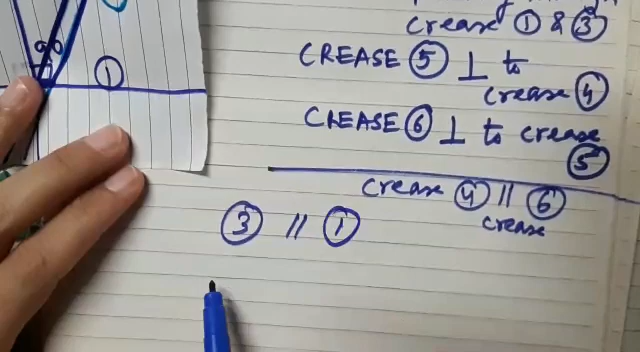 crease ① & ③
CREASE ⑤ ⊥ to
crease ④
CREASE ⑥ ⊥ to crease
⑤
crease ④ // ⑥
crease
③ // ①
90
①